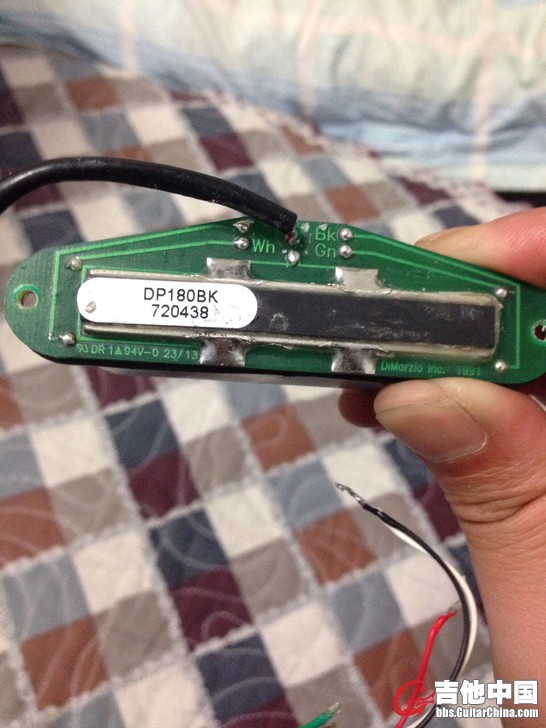 Wh
Bk
Gn
DP180BK
720438
DR 1▲94V-0 23/13
DiMarzio Inc. 1991
吉他中国
bbs.GuitarChina.com